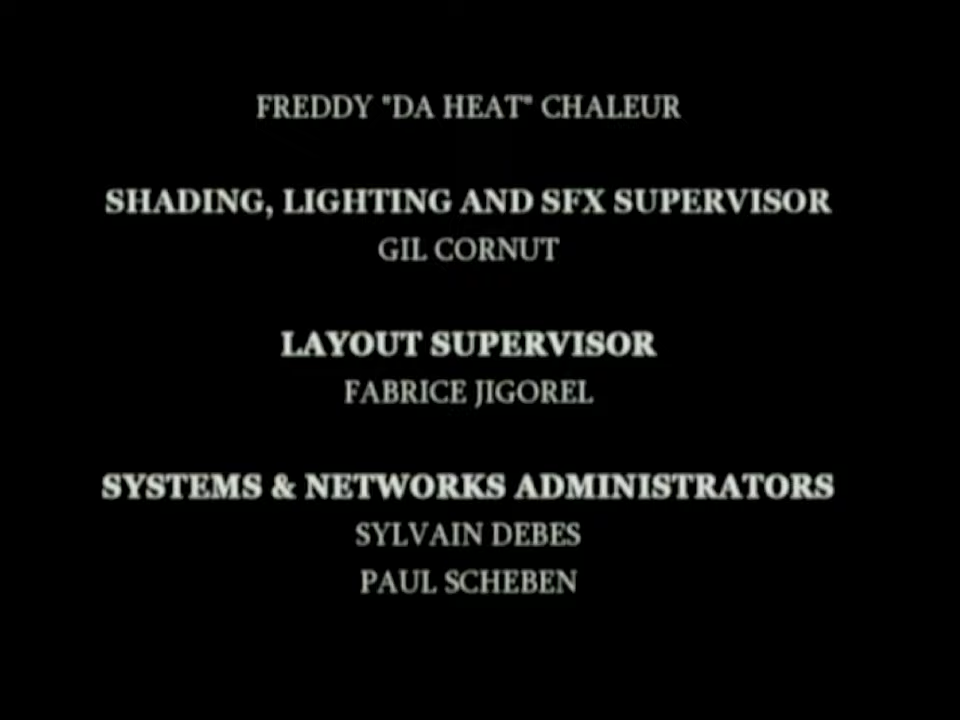 FREDDY "DA HEAT" CHALEUR
SHADING, LIGHTING AND SFX SUPERVISOR
GIL CORNUT
LAYOUT SUPERVISOR
FABRICE JIGOREL
SYSTEMS & NETWORKS ADMINISTRATORS
SYLVAIN DEBES
PAUL SCHEBEN